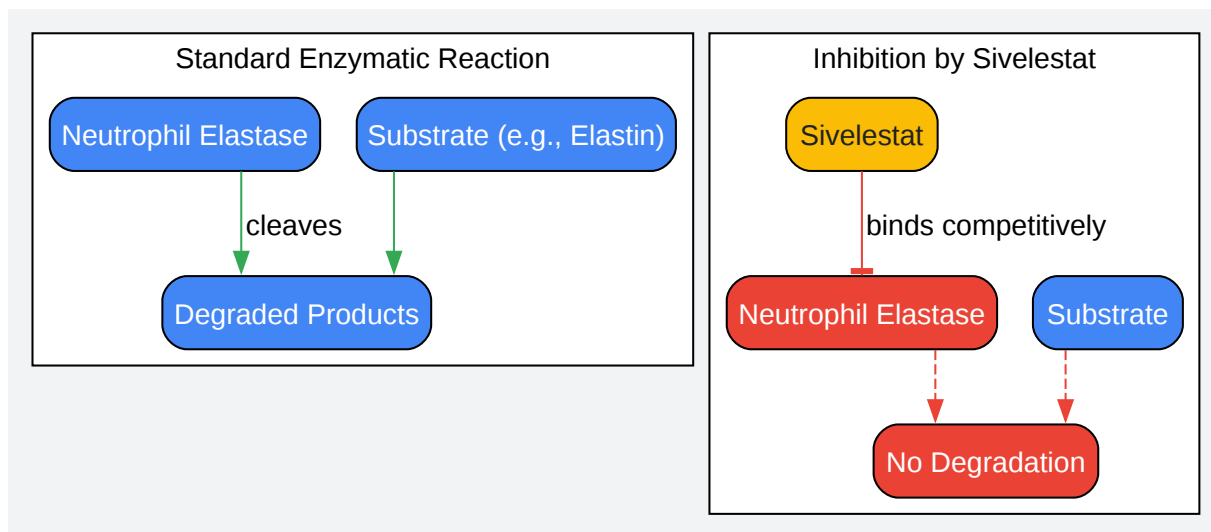 Standard Enzymatic Reaction
Neutrophil Elastase
Substrate (e.g., Elastin)
cleaves
Degraded Products
Inhibition by Sivelestat
Sivelestat
binds competitively
Neutrophil Elastase
Substrate
No Degradation